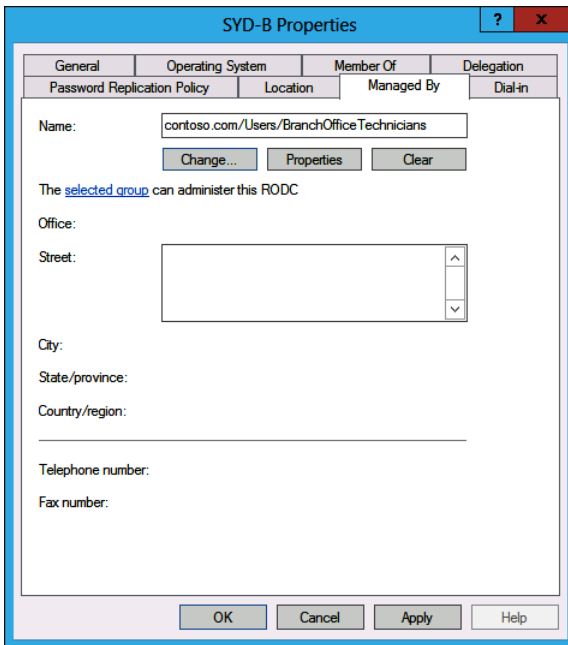 SYD-B Properties
?
x
General
Operating System
Member Of
Delegation
Password Replication Policy
Location
Managed By
Dial-in
Name:
contoso.com/Users/BranchOfficeTechnicians
Change...
Properties
Clear
The selected group can administer this RODC
Office:
Street:
City:
State/province:
Country/region:
Telephone number:
Fax number:
OK
Cancel
Apply
Help